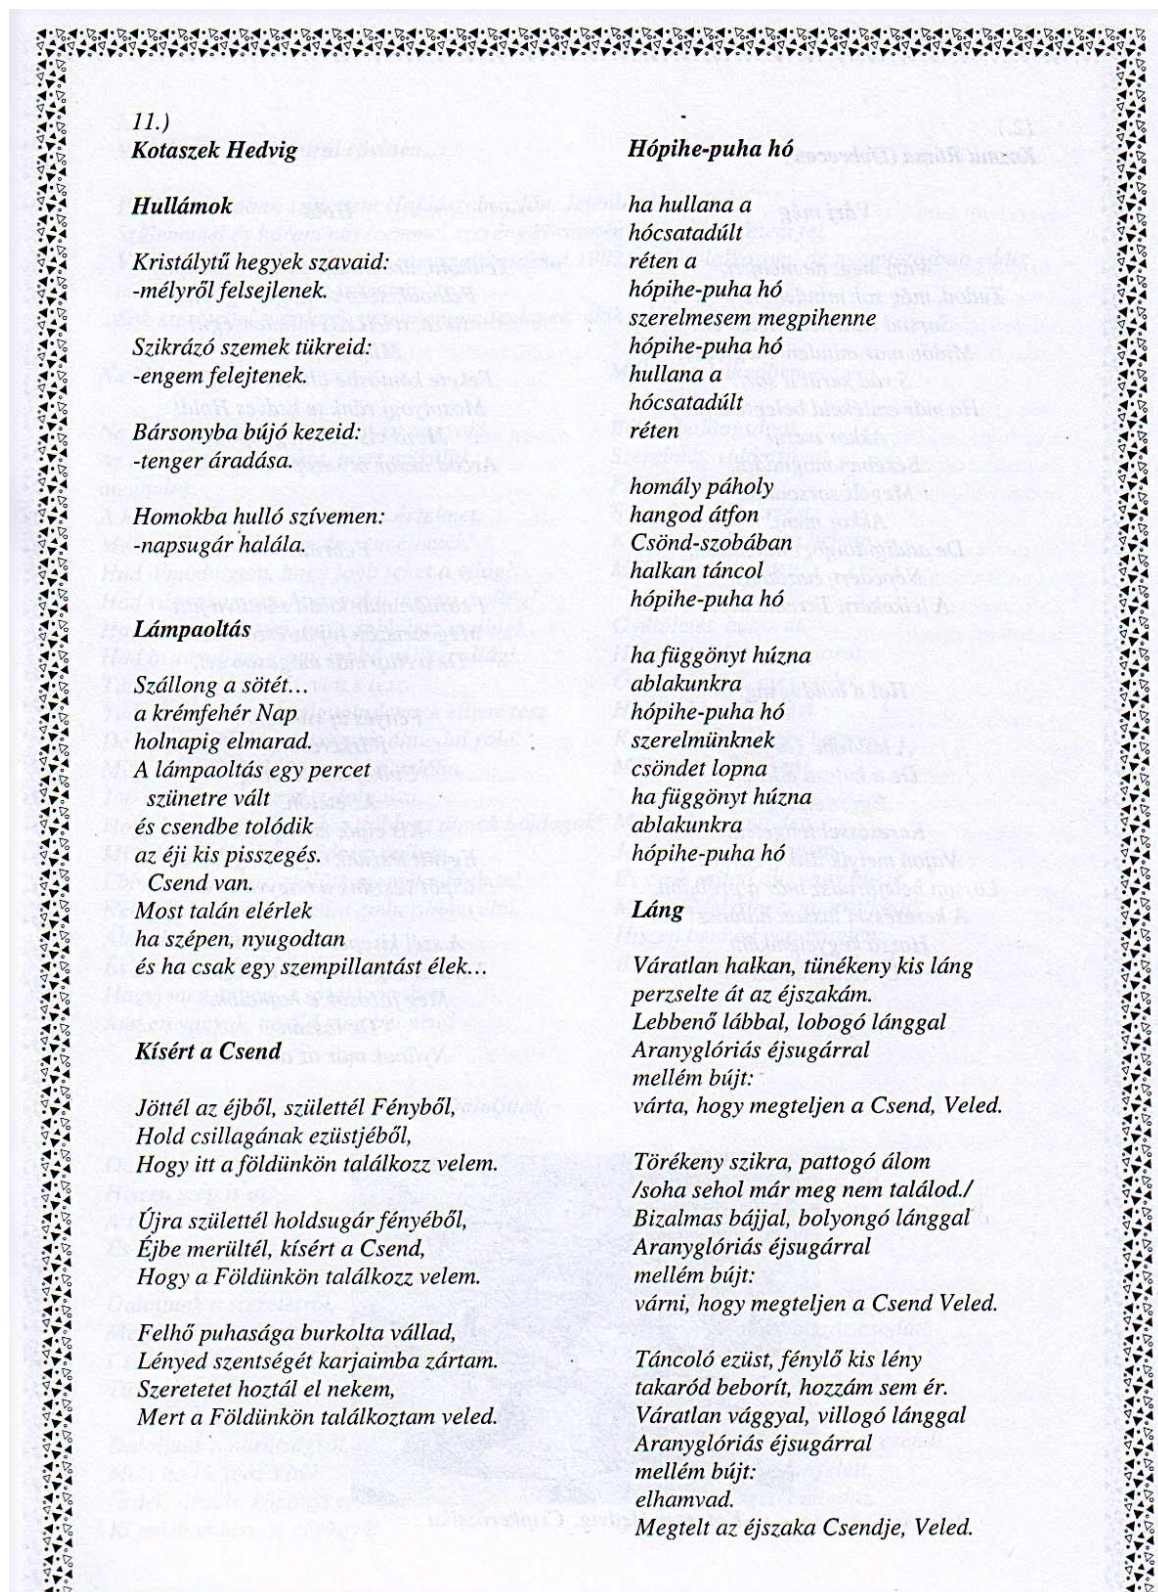 11.)
Kotaszek Hedvig
Hullámok
Kristálytű hegyek szavaid:
-mélyről felsejlenek.
Szikrázó szemek tükreid:
-engem felejtenek.
Bársonyba bújó kezeid:
-tenger áradása.
Homokba hulló szívemen:
-napsugár halála.
Lámpaoltás
Szállong a sötét...
a krémfehér Nap
holnapig elmarad.
A lámpaoltás egy percet
szünetre vált
és csendbe tolódik
az éji kis pisszegés.
Csend van.
Most talán elérlek
ha szépen, nyugodtan
és ha csak egy szempillantást élek...
Kísért a Csend
Jöttél az éjből, születtél Fényből,
Hold csillagának ezüstjéből,
Hogy itt a földünkön találkozz velem.
Újra születtél holdsugár fényéből,
Éjbe merültél, kísért a Csend,
Hogy a Földünkön találkozz velem.
Felhő puhasága burkolta vállad,
Lényed szentségét karjaimba zártam.
Szeretetet hoztál el nekem,
Mert a Földünkön találkoztam veled.
Hópihe-puha hó
ha hullana a
hócsatadúlt
réten a
hópihe-puha hó
szerelmesem megpihenne
hópihe-puha hó
hullana a
hócsatadúlt
réten
homály páholy
hangod átfon
Csönd-szobában
halkan táncol
hópihe-puha hó
ha függönyt húzna
ablakunkra
hópihe-puha hó
szerelmünknek
csöndet lopna
ha függönyt húzna
ablakunkra
hópihe-puha hó
Láng
Váratlan halkan, tünékeny kis láng
perzselte át az éjszakám.
Lebbenő lábbal, lobogó lánggal
Aranyglóriás éjsugárral
mellém bújt:
várta, hogy megteljen a Csend, Veled.
Törékeny szikra, pattogó álom
/soha sehol már meg nem találod./
Bizalmas bájjal, bolyongó lánggal
Aranyglóriás éjsugárral
mellém bújt:
várni, hogy megteljen a Csend Veled.
Táncoló ezüst, fénylő kis lény
takaród beborít, hozzám sem ér.
Váratlan vággyal, villogó lánggal
Aranyglóriás éjsugárral
mellém bújt:
elhamvad.
Megtelt az éjszaka Csendje, Veled.